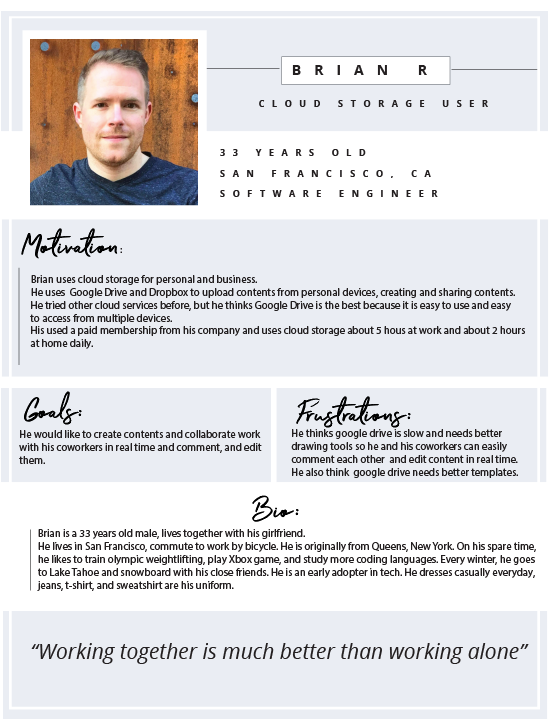 BRIAN R
CLOUD STORAGE USER
33 YEARS OLD
SAN FRANCISCO, CA
SOFTWARE ENGINEER
Motivation:
Brian uses cloud storage for personal and business.
He uses Google Drive and Dropbox to upload contents from personal devices, creating and sharing contents.
He tried other cloud services before, but he thinks Google Drive is the best because it is easy to use and easy
to access from multiple devices.
His used a paid membership from his company and uses cloud storage about 5 hous at work and about 2 hours
at home daily.
Goals:
He would like to create contents and collaborate work
with his coworkers in real time and comment, and edit
them.
Frustrations:
He thinks google drive is slow and needs better
drawing tools so he and his coworkers can easily
comment each other and edit content in real time.
He also think google drive needs better templates.
Bio:
Brian is a 33 years old male, lives together with his girlfriend.
He lives in San Francisco, commute to work by bicycle. He is originally from Queens, New York. On his spare time,
he likes to train olympic weightlifting, play Xbox game, and study more coding languages. Every winter, he goes
to Lake Tahoe and snowboard with his close friends. He is an early adopter in tech. He dresses casually everyday,
jeans, t-shirt, and sweatshirt are his uniform.
“Working together is much better than working alone”